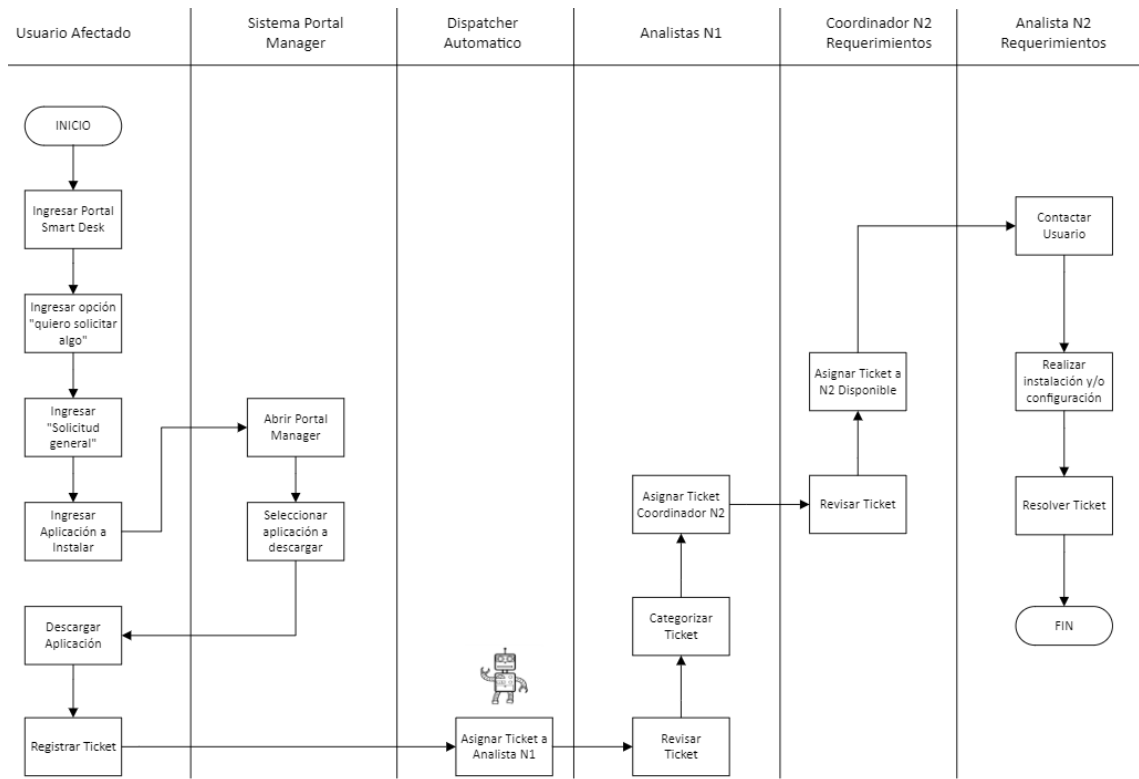 Usuario Afectado
Sistema Portal
Manager
Dispatcher
Automatico
Analistas N1
Coordinador N2
Requerimientos
Analista N2
Requerimientos
INICIO
Ingresar Portal
Smart Desk
Ingresar opción
"quiero solicitar
algo"
Ingresar
"Solicitud
general"
Ingresar
Aplicación a
Instalar
Abrir Portal
Manager
Seleccionar
aplicación a
descargar
Descargar
Aplicación
Registrar Ticket
Asignar Ticket a
Analista N1
Revisar
Ticket
Categorizar
Ticket
Asignar Ticket
Coordinador N2
Revisar Ticket
Asignar Ticket a
N2 Disponible
Contactar
Usuario
Realizar
instalación y/o
configuración
Resolver Ticket
FIN